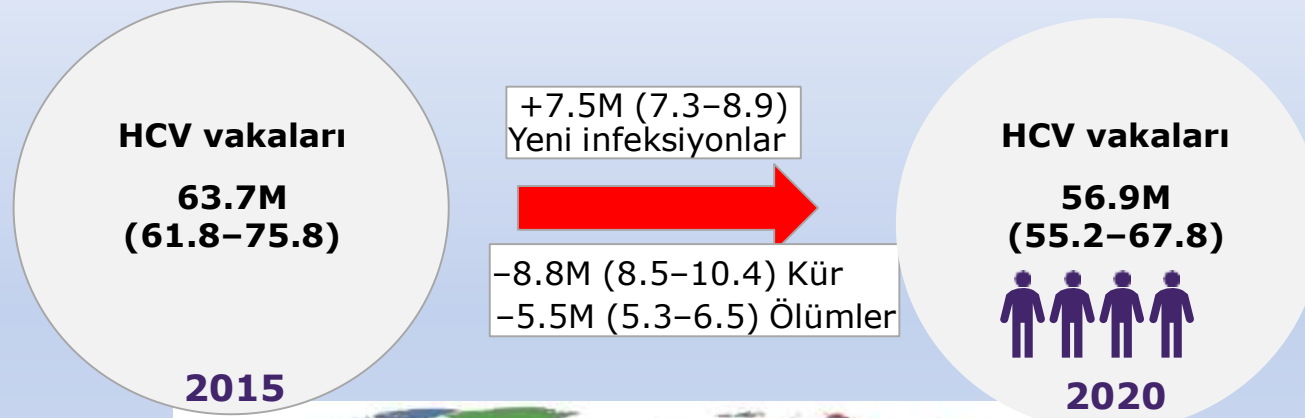 HCV vakaları
63.7M
(61.8–75.8)
2015
+7.5M (7.3–8.9)
Yeni infeksiyonlar
–8.8M (8.5–10.4) Kür
–5.5M (5.3–6.5) Ölümler
HCV vakaları
56.9M
(55.2–67.8)
2020